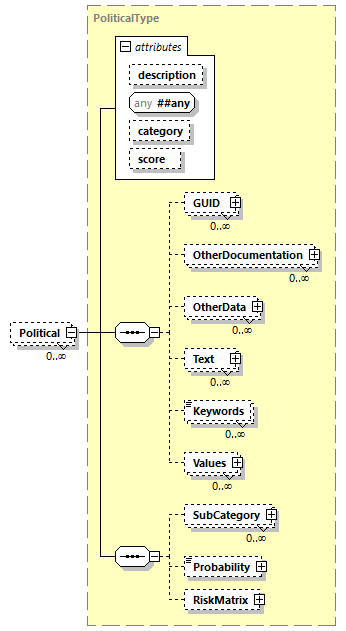 PoliticalType
attributes
description
any ##any
category
score
GUID
0..∞
OtherDocumentation
0..∞
OtherData
0..∞
Political
0..∞
Text
0..∞
Keywords
0..∞
Values
0..∞
SubCategory
0..∞
Probability
RiskMatrix